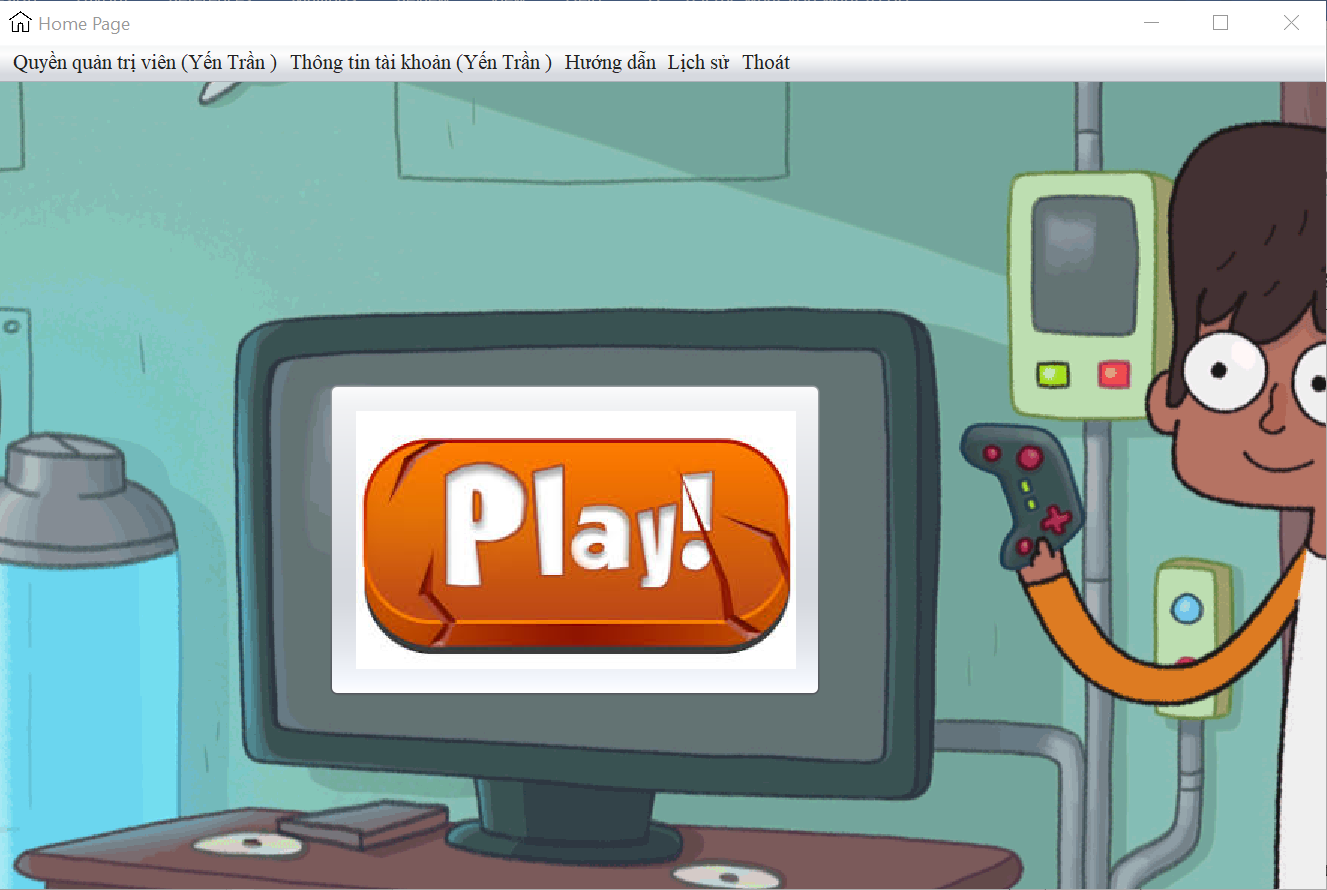 Home Page
Quyền quản trị viên (Yến Trần ) Thông tin tài khoản (Yến Trần ) Hướng dẫn Lịch sử Thoát
Play!